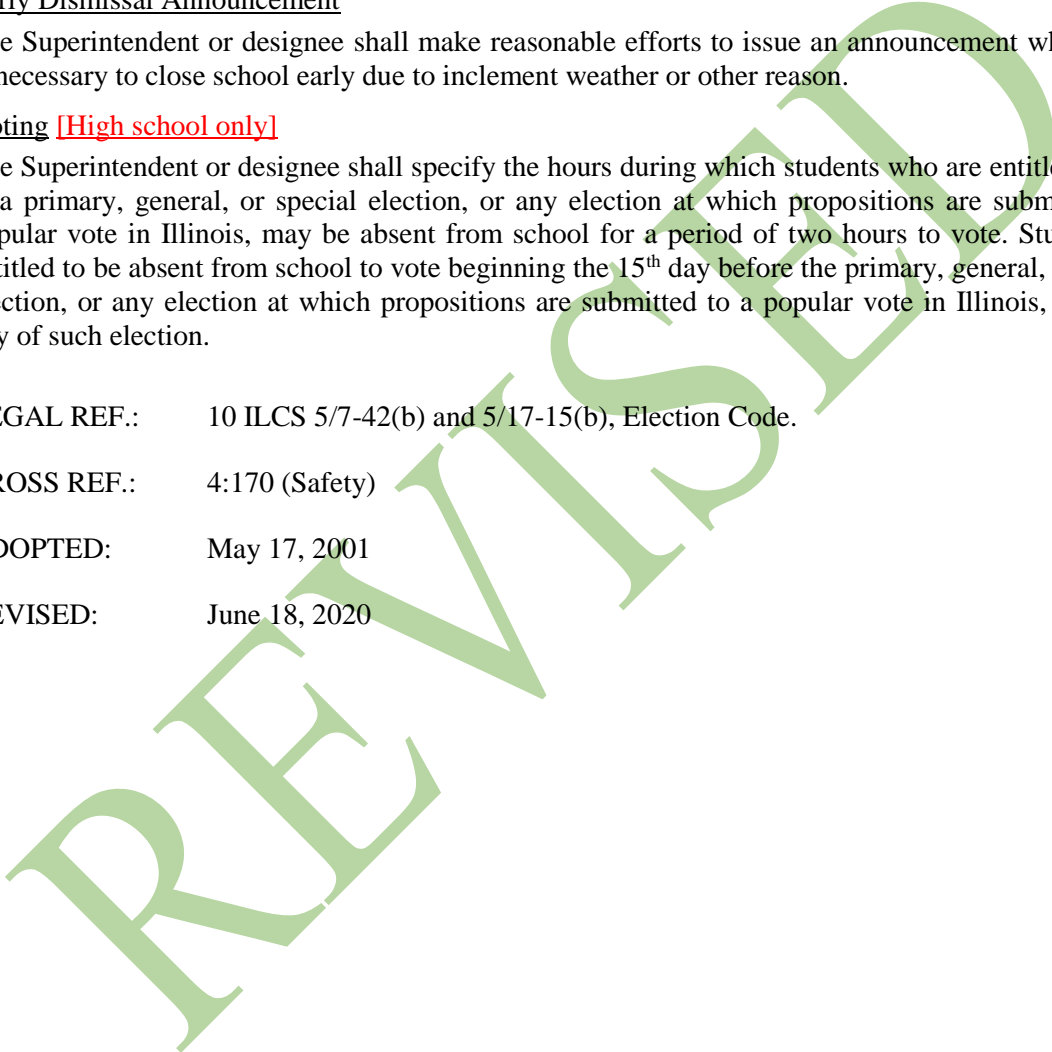 rly Dismissal Announcement
e Superintendent or designee shall make reasonable efforts to issue an announcement wh
necessary to close school early due to inclement weather or other reason.
oting [High school only]
e Superintendent or designee shall specify the hours during which students who are entitle
a primary, general, or special election, or any election at which propositions are subm
pular vote in Illinois, may be absent from school for a period of two hours to vote. Stu
titled to be absent from school to vote beginning the 15th day before the primary, general,
ection, or any election at which propositions are submitted to a popular vote in Illinois,
y of such election.
EGAL REF.: 10 ILCS 5/7-42(b) and 5/17-15(b), Election Code.
ROSS REF.: 4:170 (Safety)
DOPTED: May 17, 2001
EVISED: June 18, 2020
REVISED